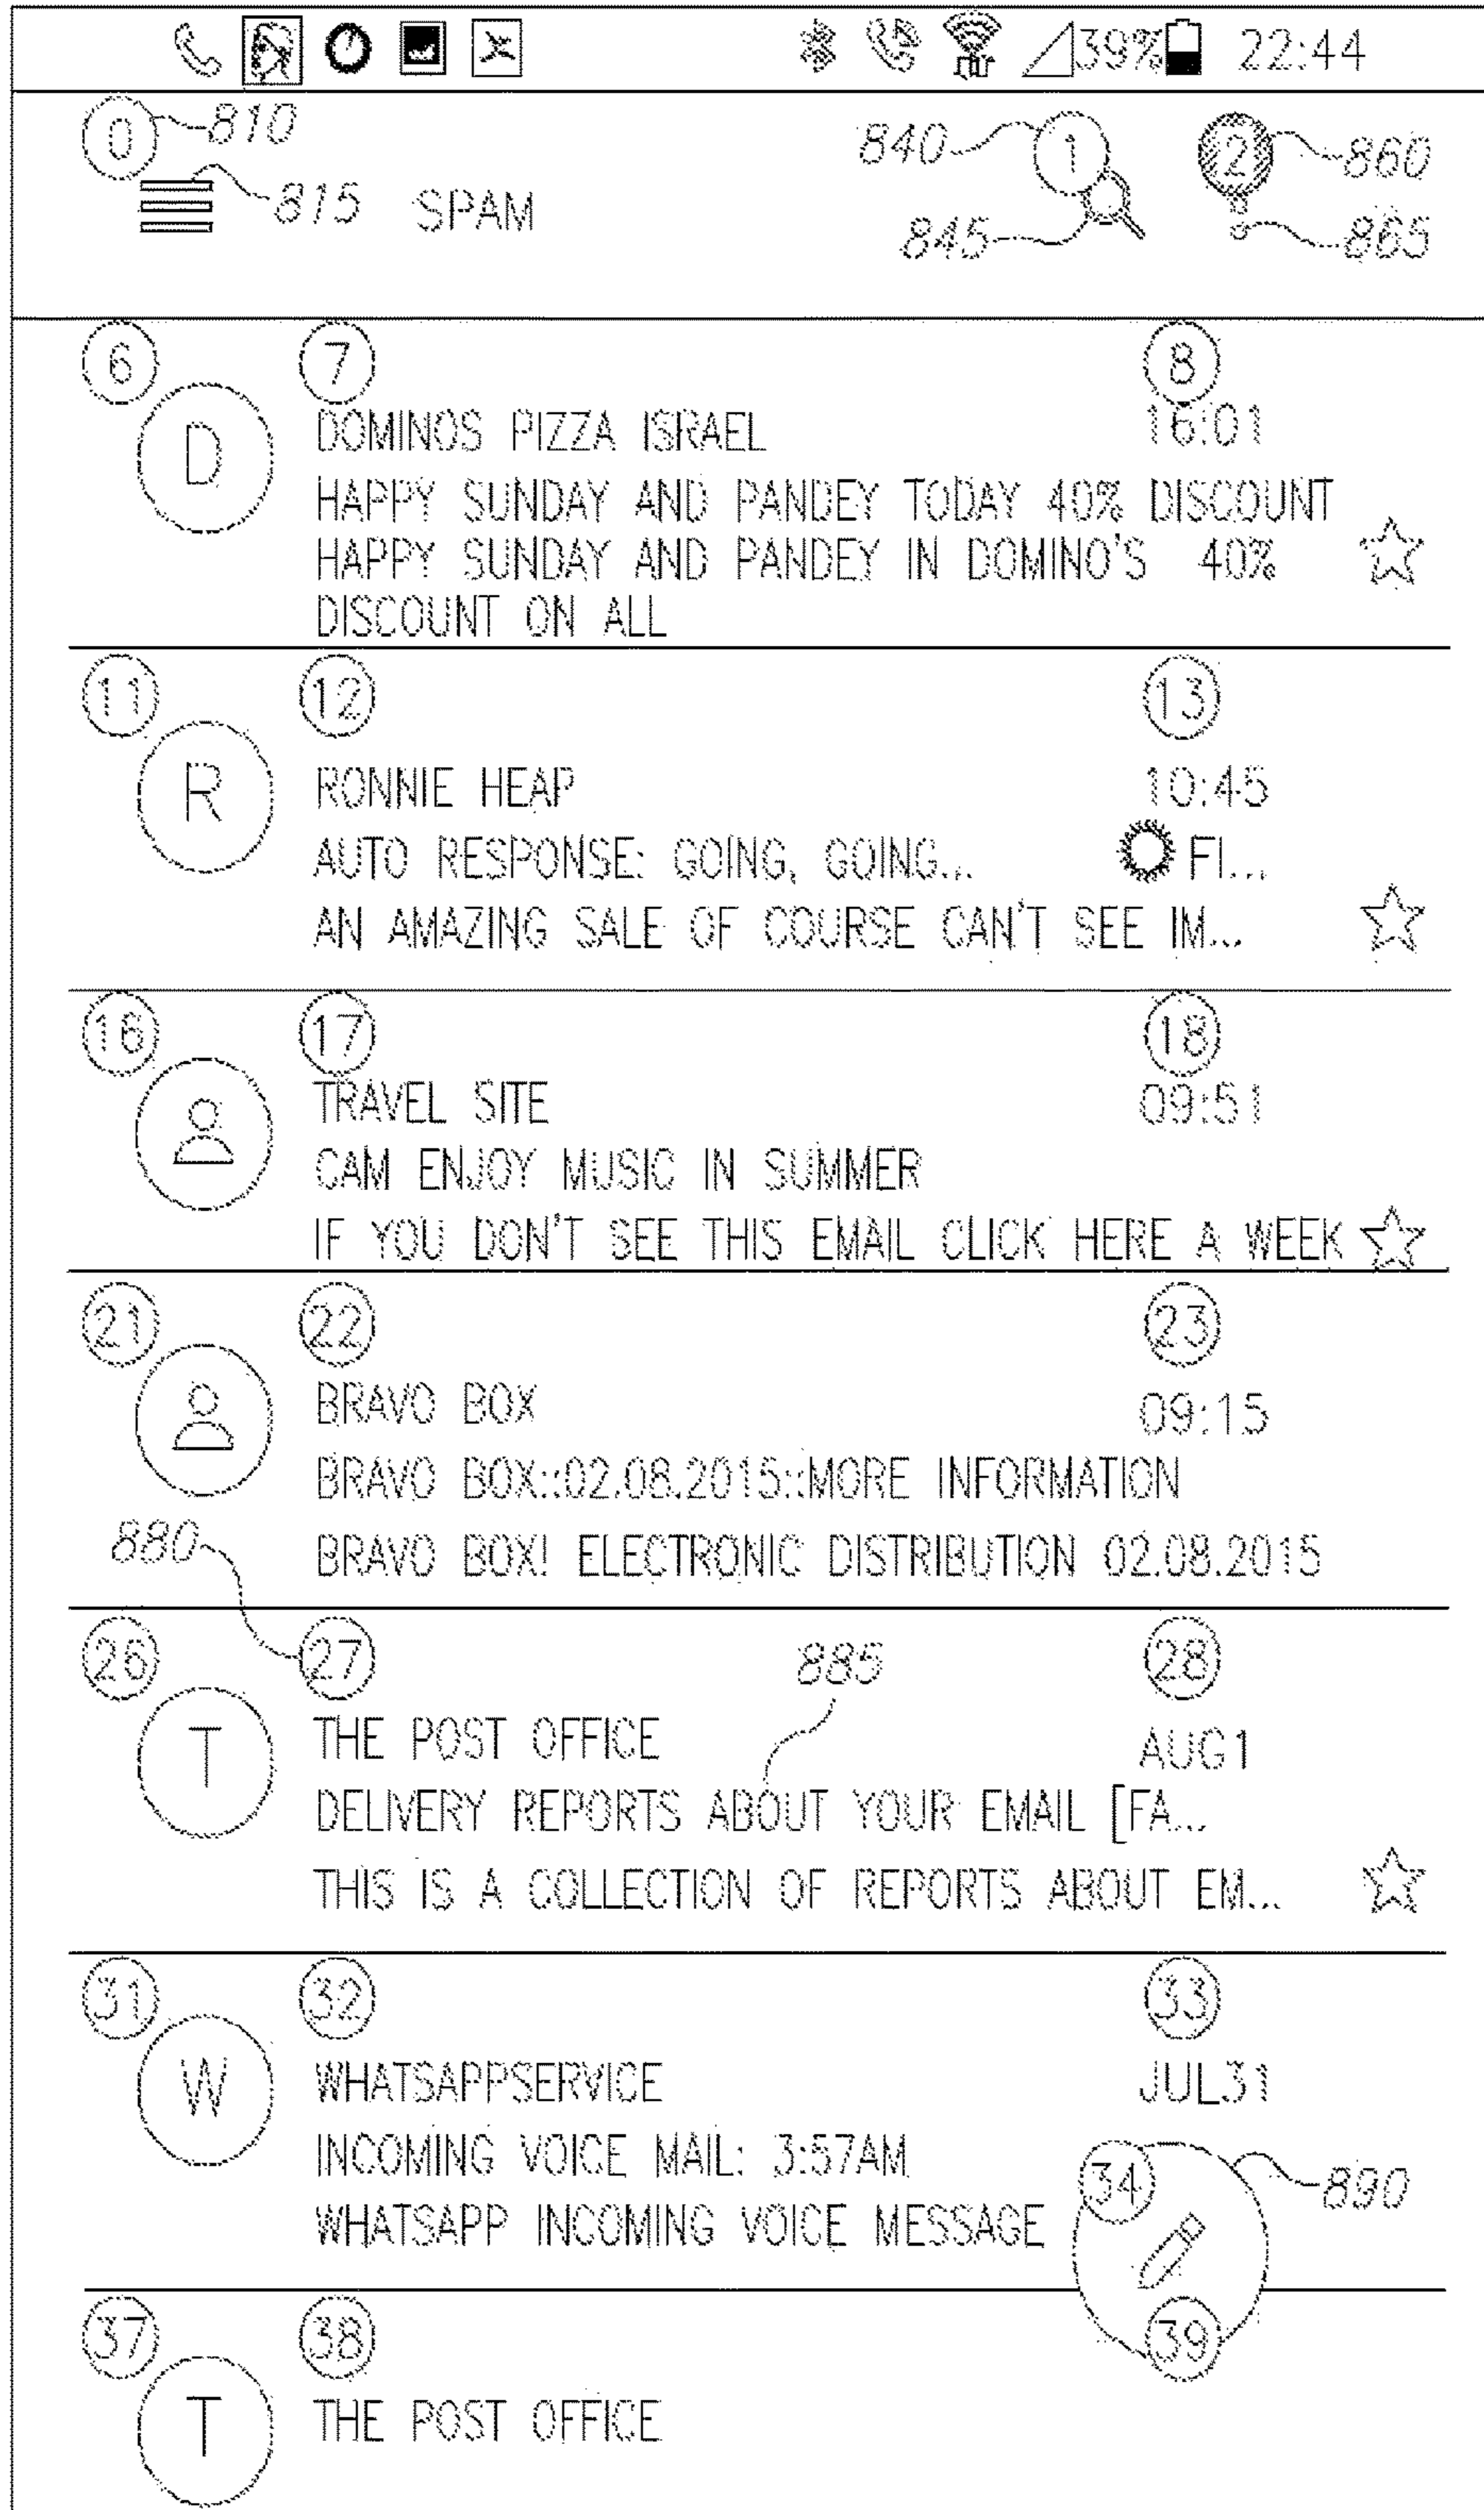 39% 22:44
0 810 840 1 2 860
815 SPAM 845 865
6 7 8
D DOMINOS PIZZA ISRAEL 16:01
HAPPY SUNDAY AND PANDEY TODAY 40% DISCOUNT
HAPPY SUNDAY AND PANDEY IN DOMINO'S 40%
DISCOUNT ON ALL
11 12 13
R RONNIE HEAP 10:45
AUTO RESPONSE: GOING, GOING... FI...
AN AMAZING SALE OF COURSE CAN'T SEE IM...
16 17 18
TRAVEL SITE 09:51
CAM ENJOY MUSIC IN SUMMER
IF YOU DON'T SEE THIS EMAIL CLICK HERE A WEEK
21 22 23
BRAVO BOX 09:15
BRAVO BOX::02.08.2015::MORE INFORMATION
880 BRAVO BOX! ELECTRONIC DISTRIBUTION 02.08.2015
26 27 885 28
T THE POST OFFICE AUG1
DELIVERY REPORTS ABOUT YOUR EMAIL [FA...
THIS IS A COLLECTION OF REPORTS ABOUT EM...
31 32 33
W WHATSAPPSERVICE JUL31
INCOMING VOICE MAIL: 3:57AM 34 890
WHATSAPP INCOMING VOICE MESSAGE
37 38 39
T THE POST OFFICE